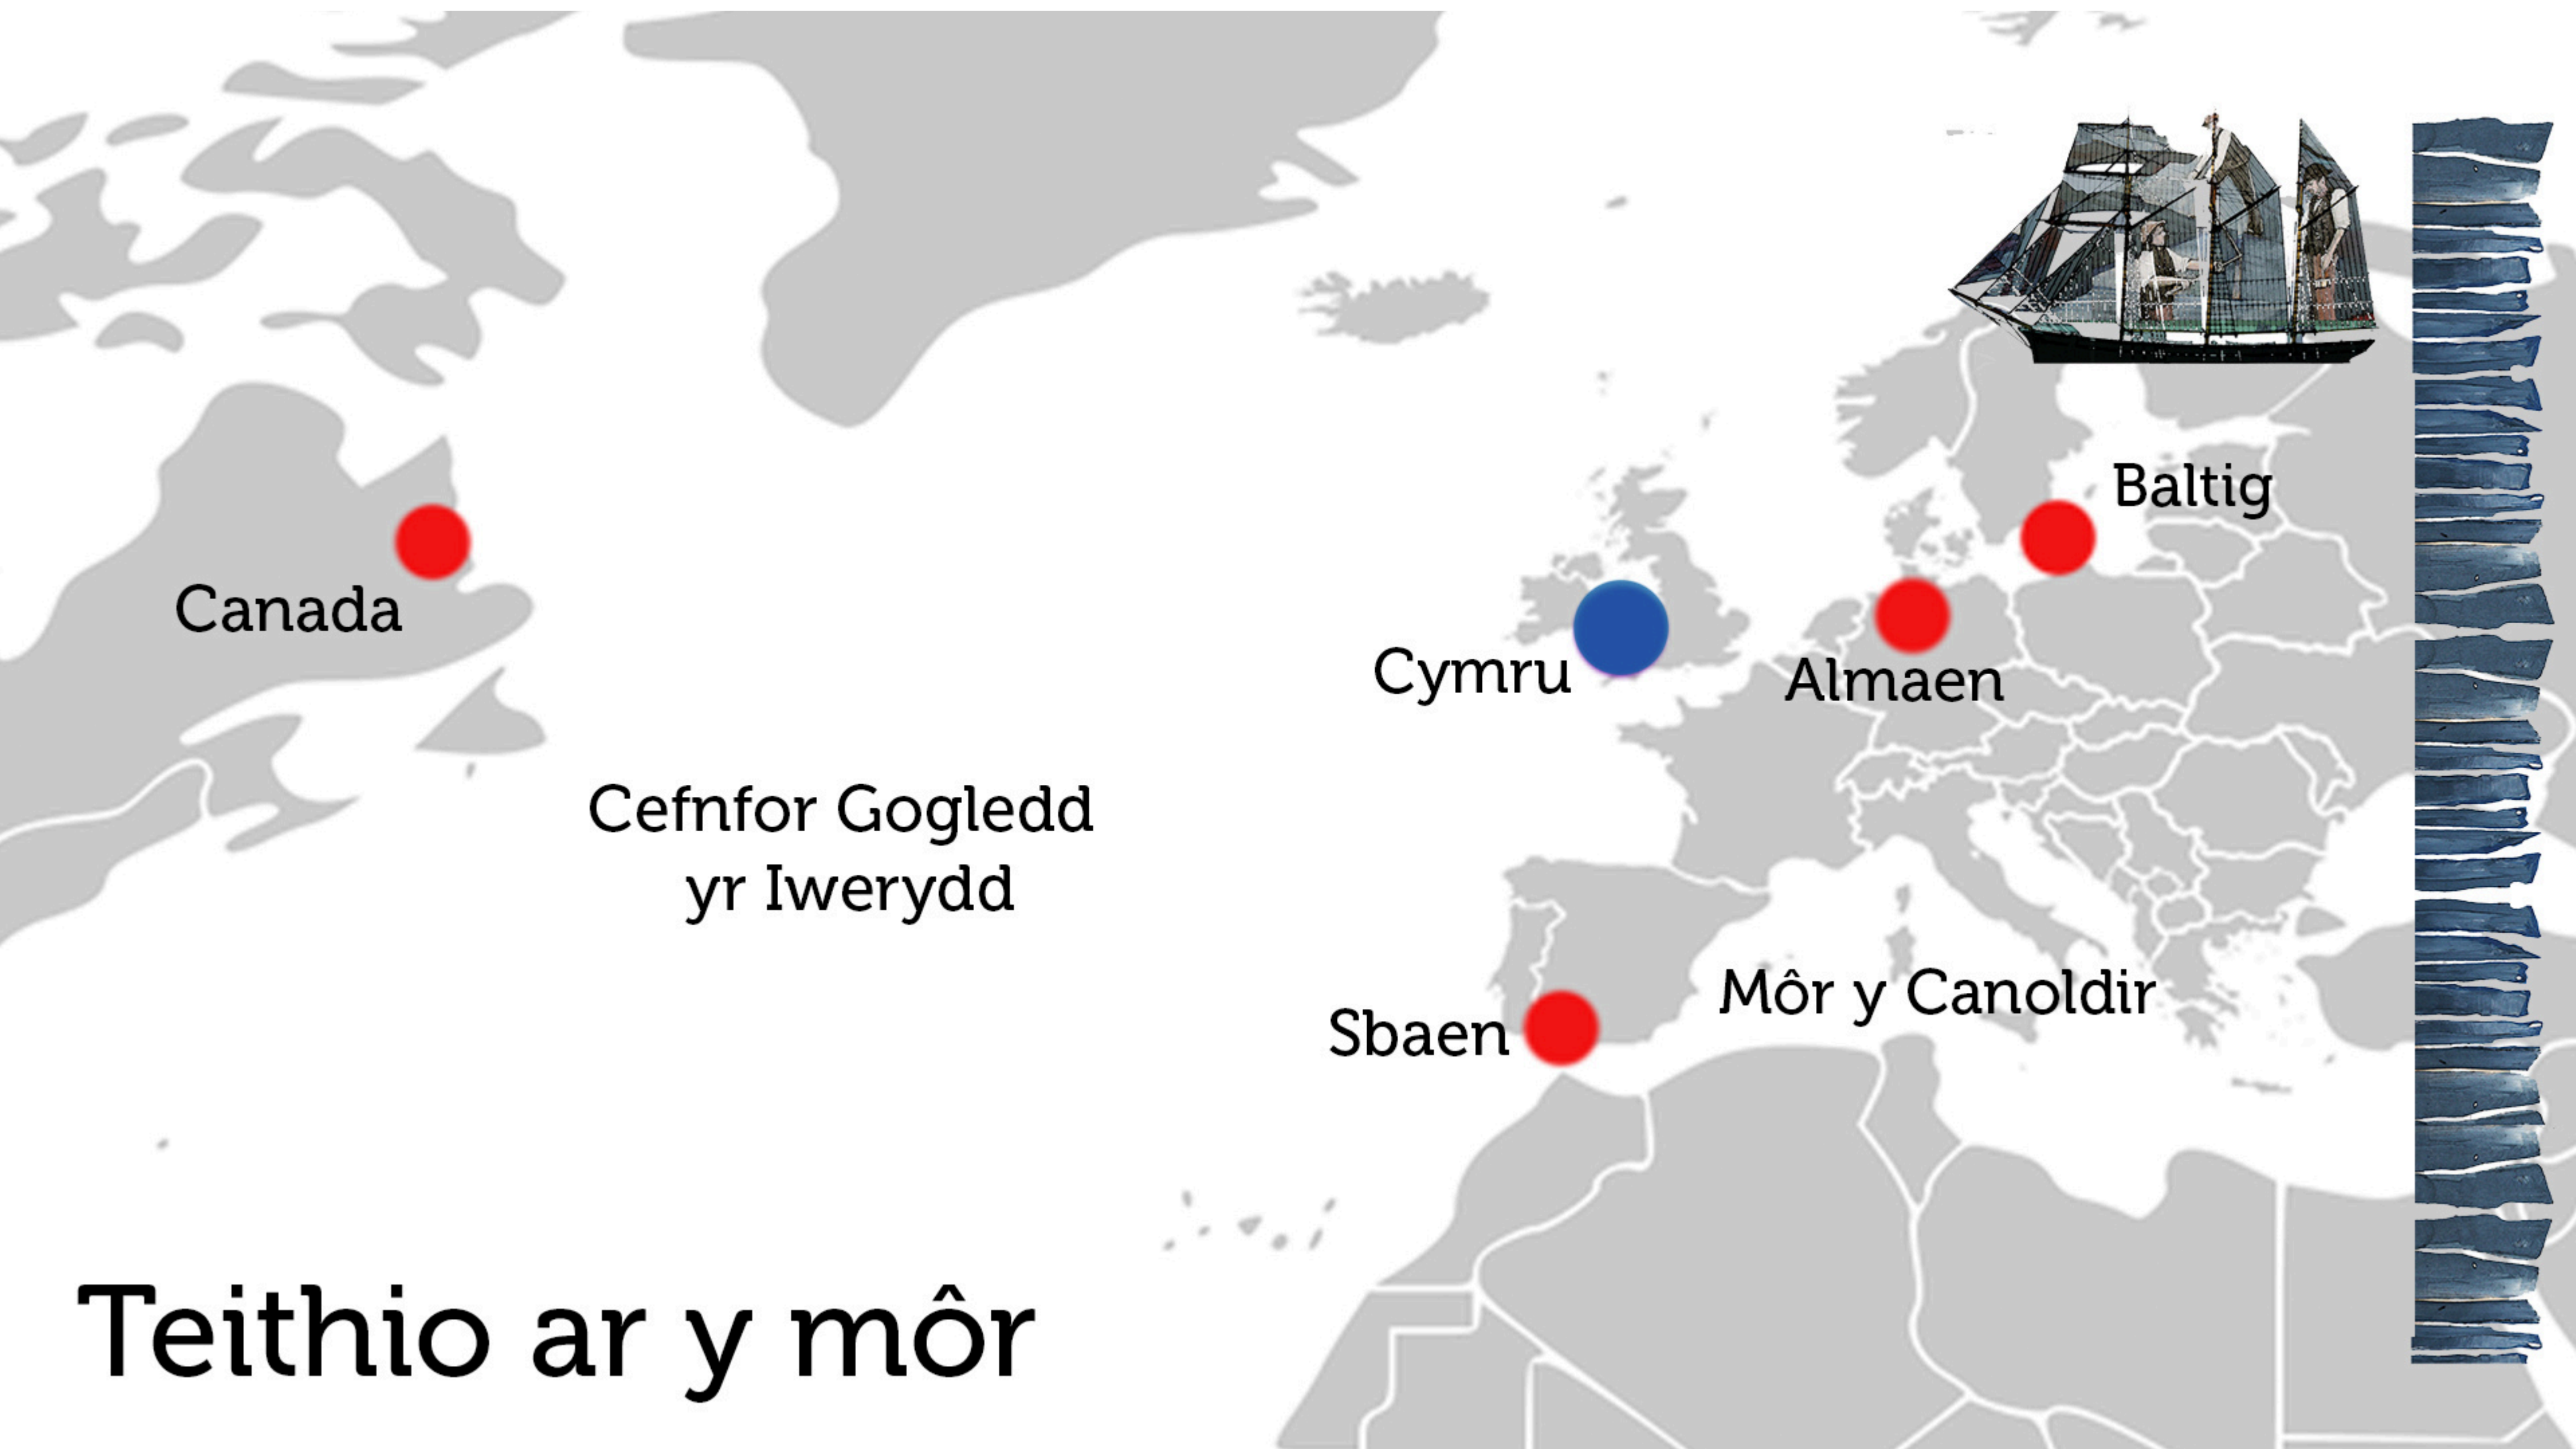 Baltig
Canada
Cymru
Almaen
Cefnfor Gogledd
yr Iwerydd
Môr y Canoldir
Sbaen
Teithio ar y môr